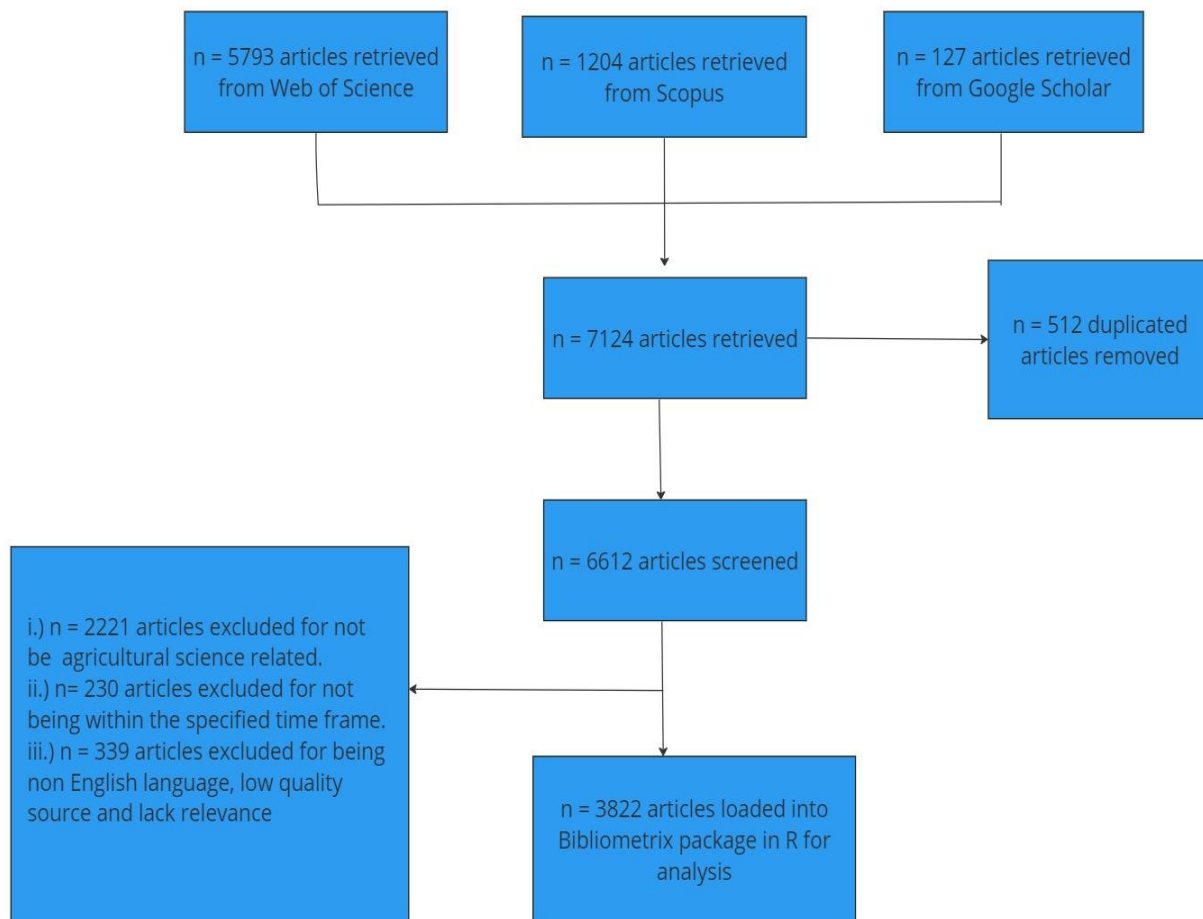 n = 5793 articles retrieved
from Web of Science
n = 1204 articles retrieved
from Scopus
n = 127 articles retrieved
from Google Scholar
n = 7124 articles retrieved
n = 512 duplicated
articles removed
n = 6612 articles screened
i.) n = 2221 articles excluded for not
be agricultural science related.
ii.) n= 230 articles excluded for not
being within the specified time frame.
iii.) n = 339 articles excluded for being
non English language, low quality
source and lack relevance
n = 3822 articles loaded into
Bibliometrix package in R for
analysis